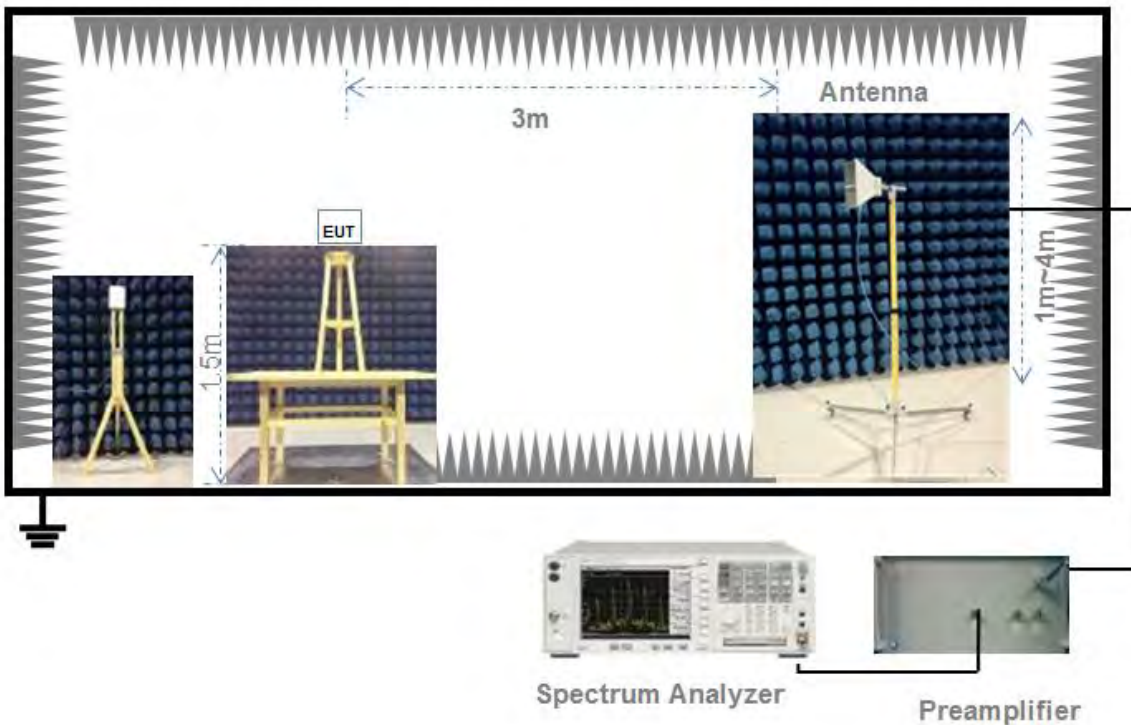 Antenna
3m
EUT
1.5m
1m~4m
Spectrum Analyzer
Preamplifier